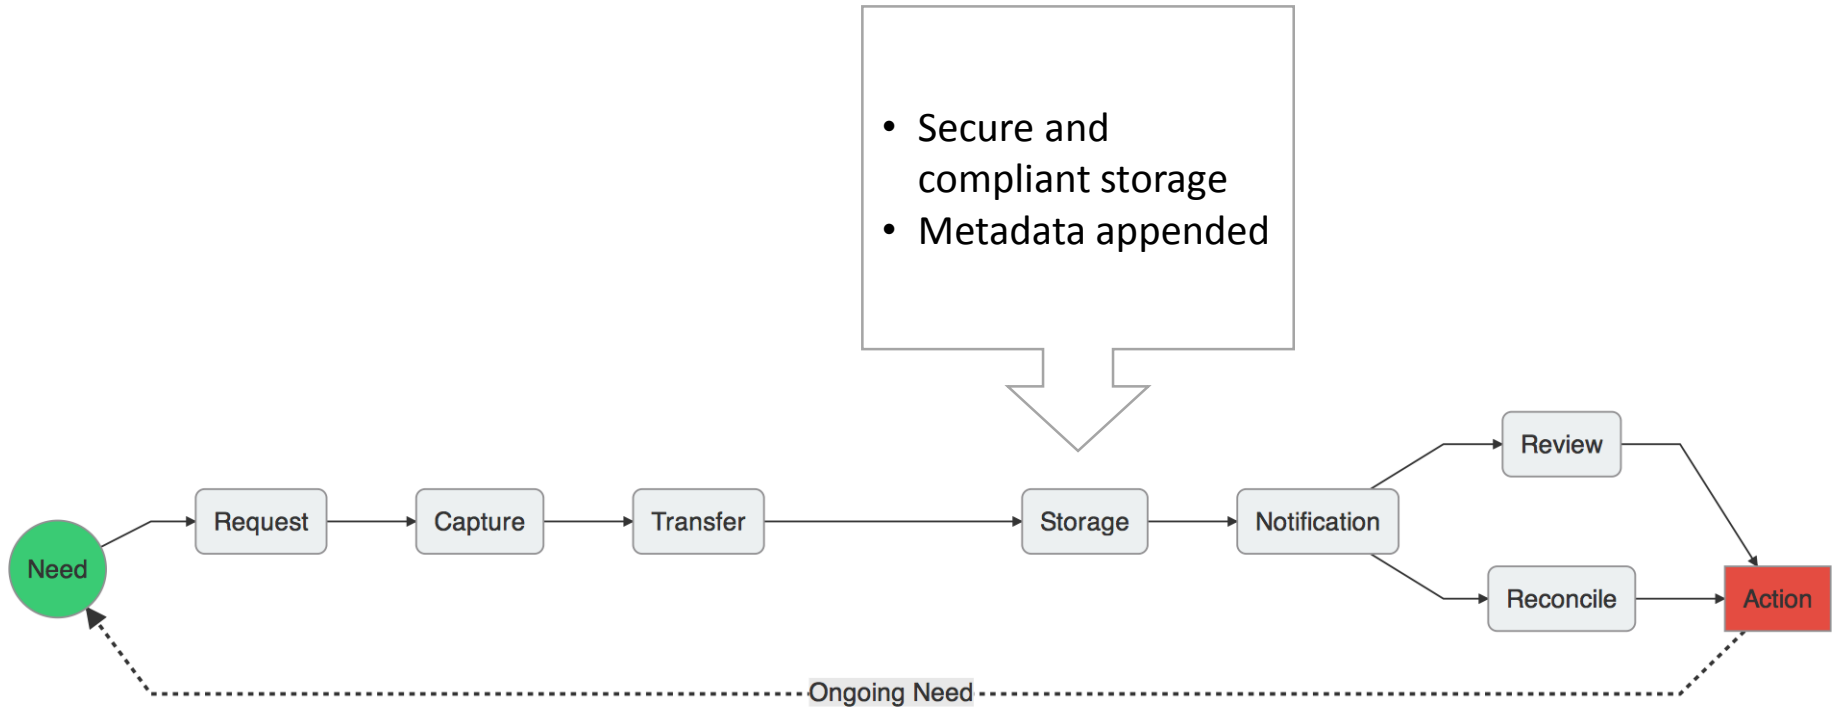 • Secure and
compliant storage
• Metadata appended
Review
Request
Capture
Transfer
Storage
Notification
Need
Reconcile
Action
Ongoing Need